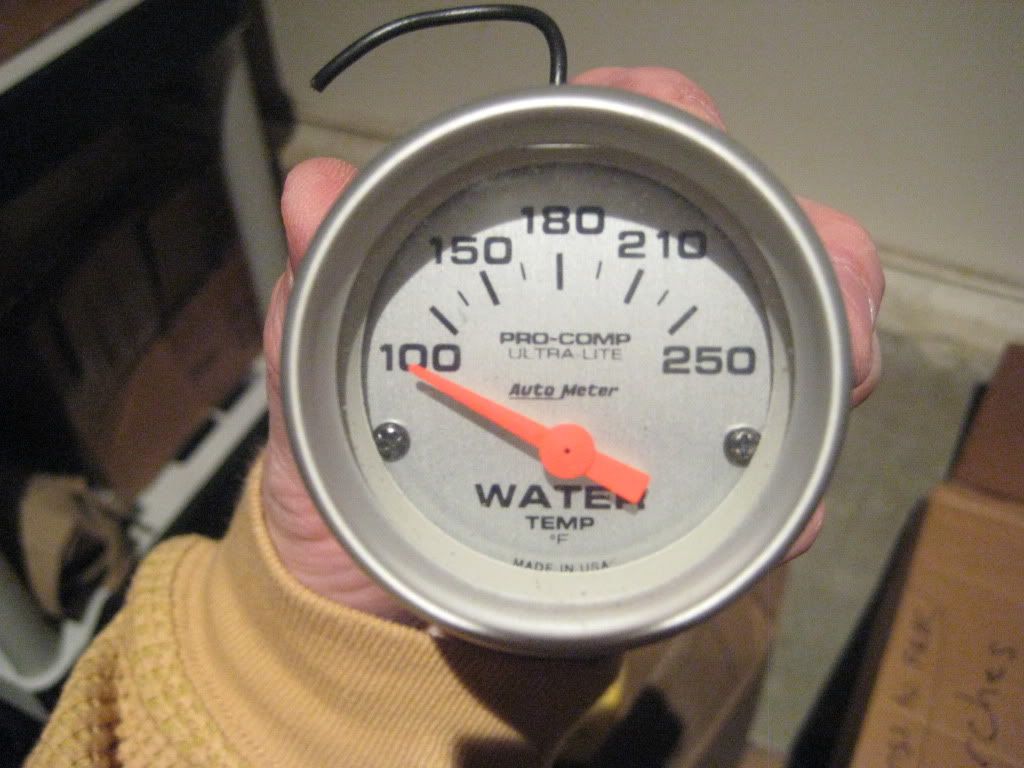 180
150 210
100 250
PRO-COMP
ULTRA-LITE
Auto Meter
WATER
TEMP
°F
MADE IN USA